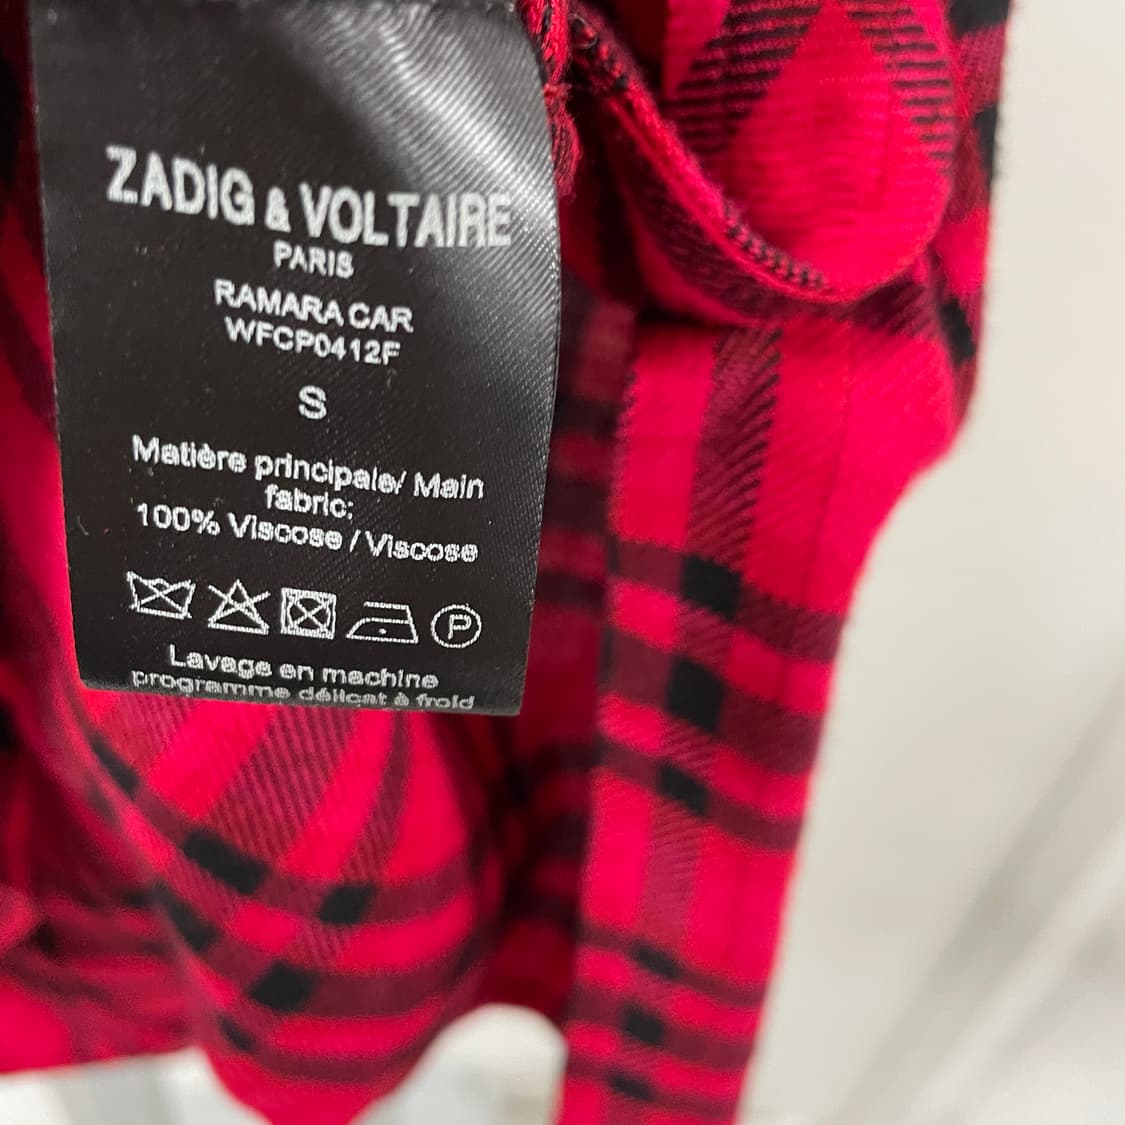 ZADIG & VOLTAIRE
PARIS
RAMARA CAR
WFCP0412F
S
Matière principale/ Main
fabric:
100% Viscose / Viscose
P
Lavage en machine
programme délicat à froid